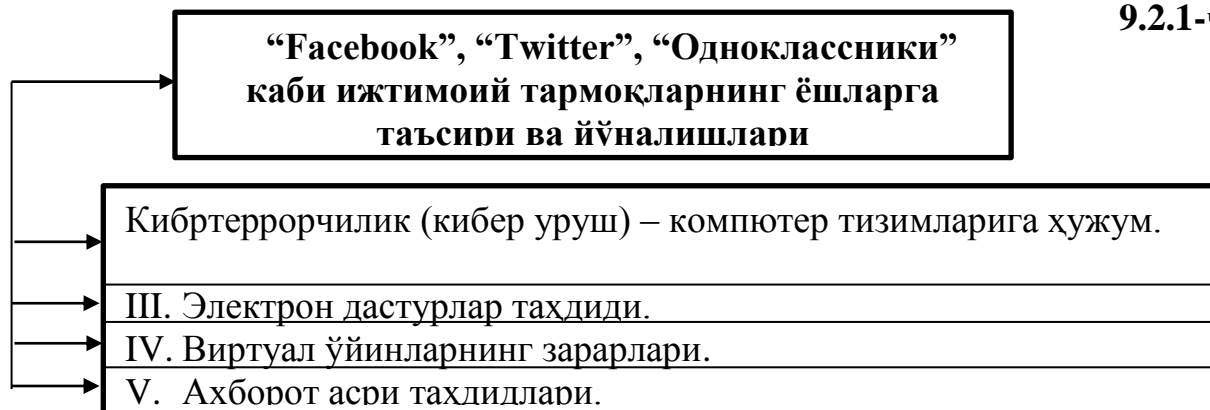 9.2.1-
“Facebook”, “Twitter”, “Одноклассники”
каби ижтимоий тармоқларнинг ёшларга
таъсири ва йўналишлари
Кибртеррорчилик (кибер уруш) – компютер тизимларига ҳужум.
III. Электрон дастурлар таҳдиди.
IV. Виртуал ўйинларнинг зарарлари.
V. Ахборот асри таҳдидлари.